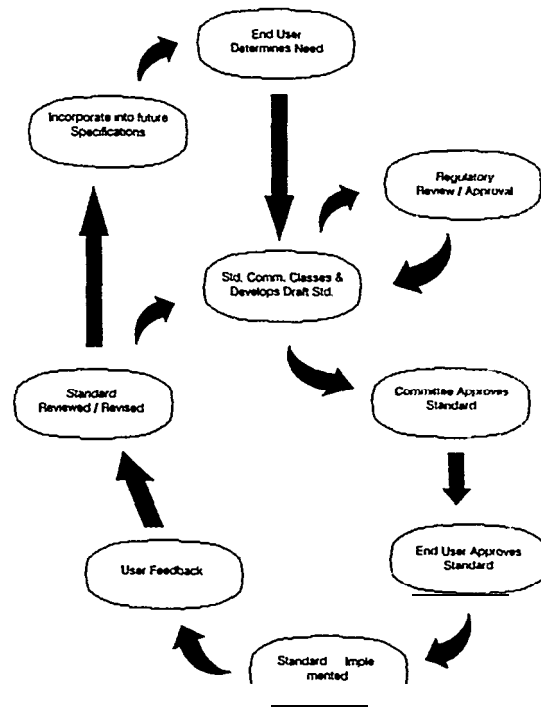 End User
Determines Need
Incorporate into future
Specifications
Regulatory
Review / Approval
Std. Comm. Classes &
Develops Draft Std.
Standard
Reviewed / Revised
Committee Approves
Standard
End User Approves
Standard
User Feedback
Standard Imple
mented